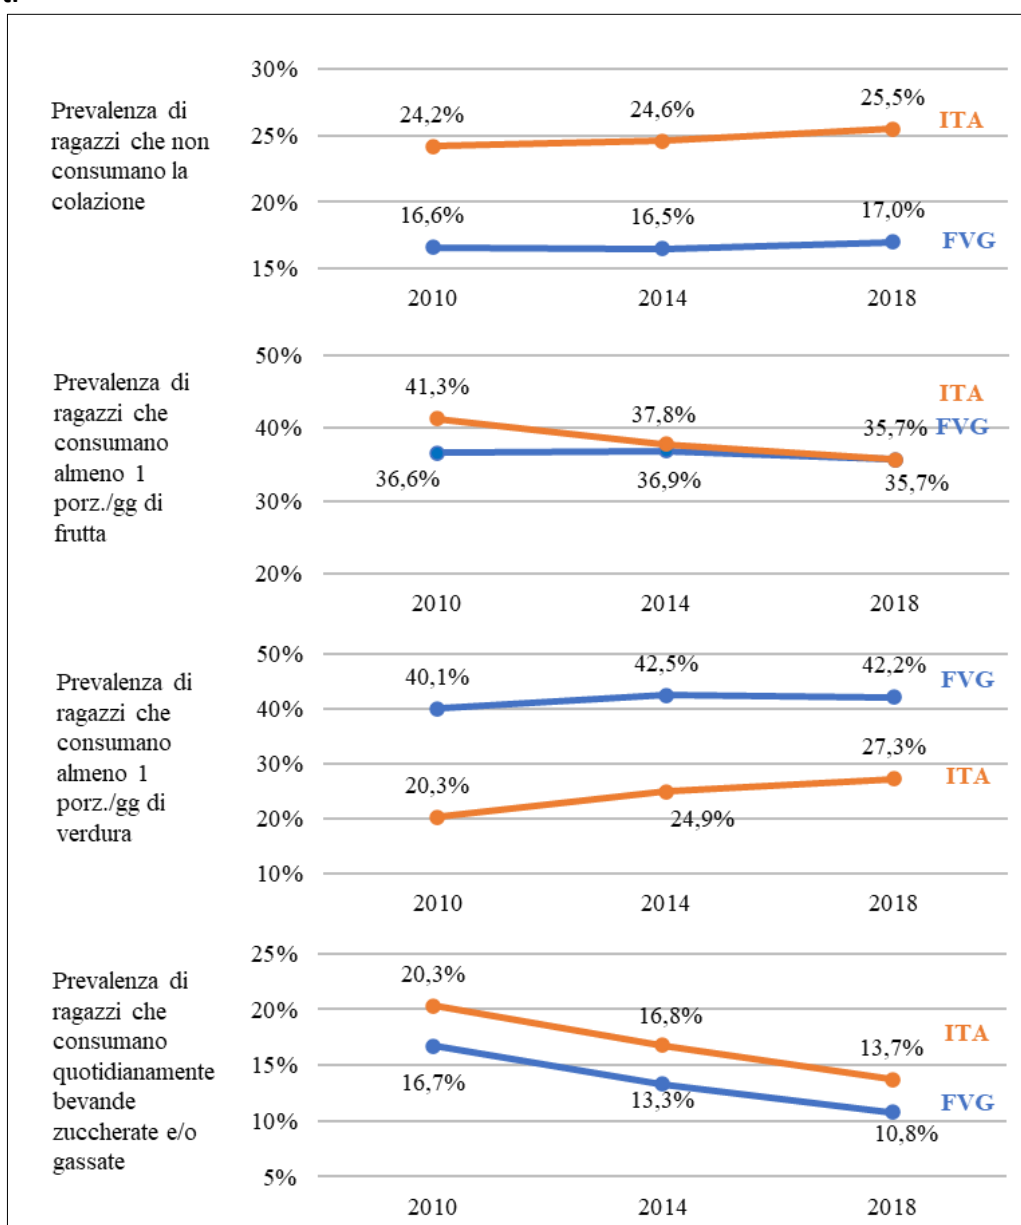 30%
Prevalenza di
ragazzi che non
consumano la
colazione
24,2%
24,6%
25,5%
ITA
25%
20%
16,6%
16,5%
17,0%
FVG
15%
2010
2014
2018
50%
Prevalenza di
ragazzi che
consumano
almeno 1
porz./gg di
frutta
41,3%
37,8%
35,7%
ITA
FVG
40%
36,6%
36,9%
35,7%
30%
20%
2010
2014
2018
50%
Prevalenza di
ragazzi che
consumano
almeno 1
porz./gg di
verdura
40,1%
42,5%
42,2%
FVG
40%
30%
20,3%
24,9%
27,3%
ITA
20%
10%
2010
2014
2018
25%
Prevalenza di
ragazzi che
consumano
quotidianamente
bevande
zuccherate e/o
gassate
20,3%
16,8%
13,7%
ITA
20%
15%
16,7%
13,3%
10,8%
FVG
10%
5%
2010
2014
2018